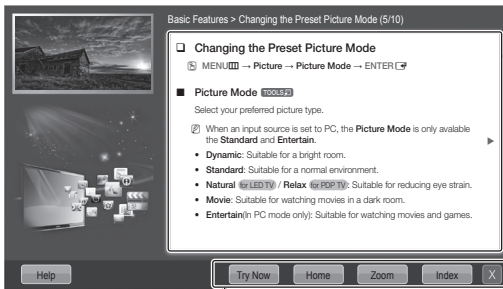 Basic Features > Changing the Preset Picture Mode (5/10)
❑ Changing the Preset Picture Mode
MENU → Picture → Picture Mode → ENTER
■ Picture Mode TOOLS
Select your preferred picture type.
When an input source is set to PC, the Picture Mode is only avalable
the Standard and Entertain.
• Dynamic: Suitable for a bright room.
• Standard: Suitable for a normal environment.
• Natural for LED TV / Relax for PDP TV: Suitable for reducing eye strain.
• Movie: Suitable for watching movies in a dark room.
• Entertain(In PC mode only): Suitable for watching movies and games.
Help Try Now Home Zoom Index X